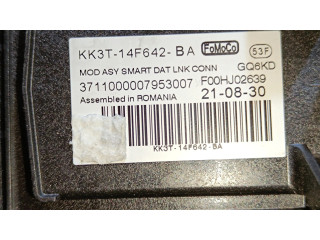 KK3T-14F642-BA FoMoCo 53F
MOD ASY SMART DAT LNK CONN GQ6KD
3711000007953007 F00HJ02639
Assembled in ROMANIA 21-08-30
KK3T-14F642-BA